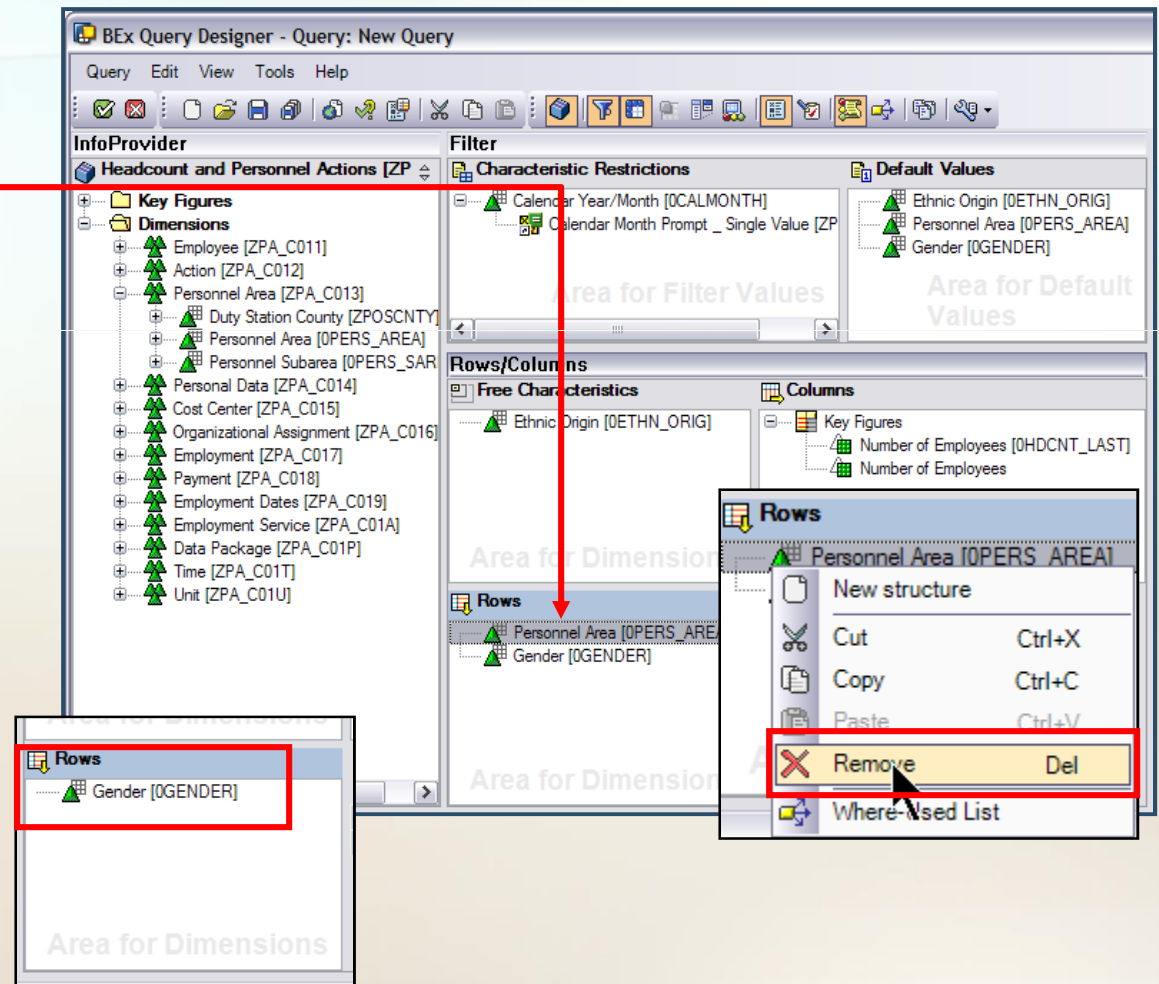 BEx Query Designer - Query: New Query
Query Edit View Tools Help
InfoProvider
Headcount and Personnel Actions [ZP
Key Figures
Dimensions
Employee [ZPA_C011]
Action [ZPA_C012]
Personnel Area [ZPA_C013]
Duty Station County [ZPOSCNTY]
Personnel Area [0PERS_AREA]
Personnel Subarea [0PERS_SAR
Personal Data [ZPA_C014]
Cost Center [ZPA_C015]
Organizational Assignment [ZPA_C016]
Employment [ZPA_C017]
Payment [ZPA_C018]
Employment Dates [ZPA_C019]
Employment Service [ZPA_C01A]
Data Package [ZPA_C01P]
Time [ZPA_C01T]
Unit [ZPA_C01U]
Filter
Characteristic Restrictions
Calendar Year/Month [0CALMONTH]
Calendar Month Prompt _ Single Value [ZP
Area for Filter Values
Default Values
Ethnic Origin [0ETHN_ORIG]
Personnel Area [0PERS_AREA]
Gender [0GENDER]
Area for Default
Values
Rows/Columns
Free Characteristics
Ethnic Origin [0ETHN_ORIG]
Area for Dimension
Columns
Key Figures
Number of Employees [0HDCNT_LAST]
Number of Employees
Rows
Personnel Area [0PERS_AREA
Gender [0GENDER]
Area for Dimension
Rows
Personnel Area [0PERS_AREA]
New structure
Cut Ctrl+X
Copy Ctrl+C
Paste Ctrl+V
Remove Del
Where-Used List
Area for Dimensions
Rows
Gender [0GENDER]
Area for Dimensions